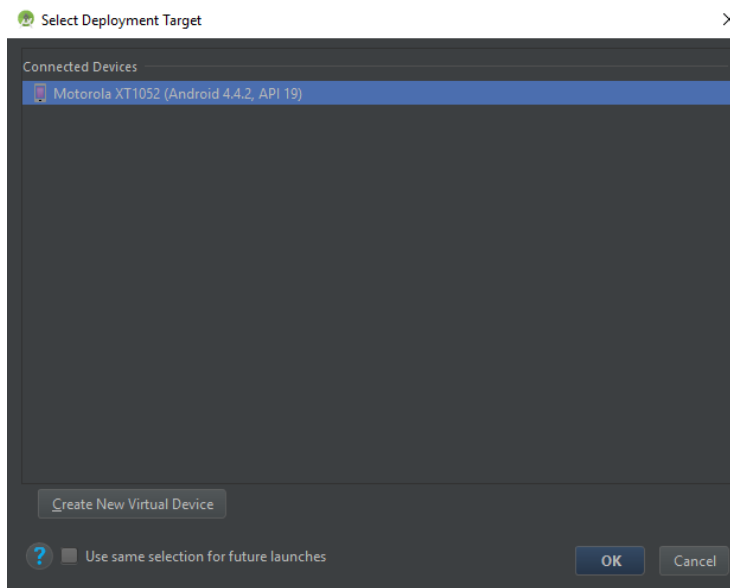 Select Deployment Target
Connected Devices
Motorola XT1052 (Android 4.4.2, API 19)
Create New Virtual Device
?
Use same selection for future launches
OK
Cancel